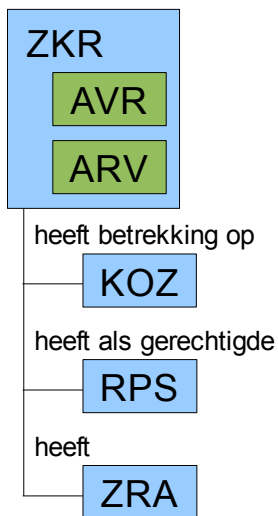 ZKR
AVR
ARV
heeft betrekking op
KOZ
heeft als gerechtigde
RPS
heeft
ZRA